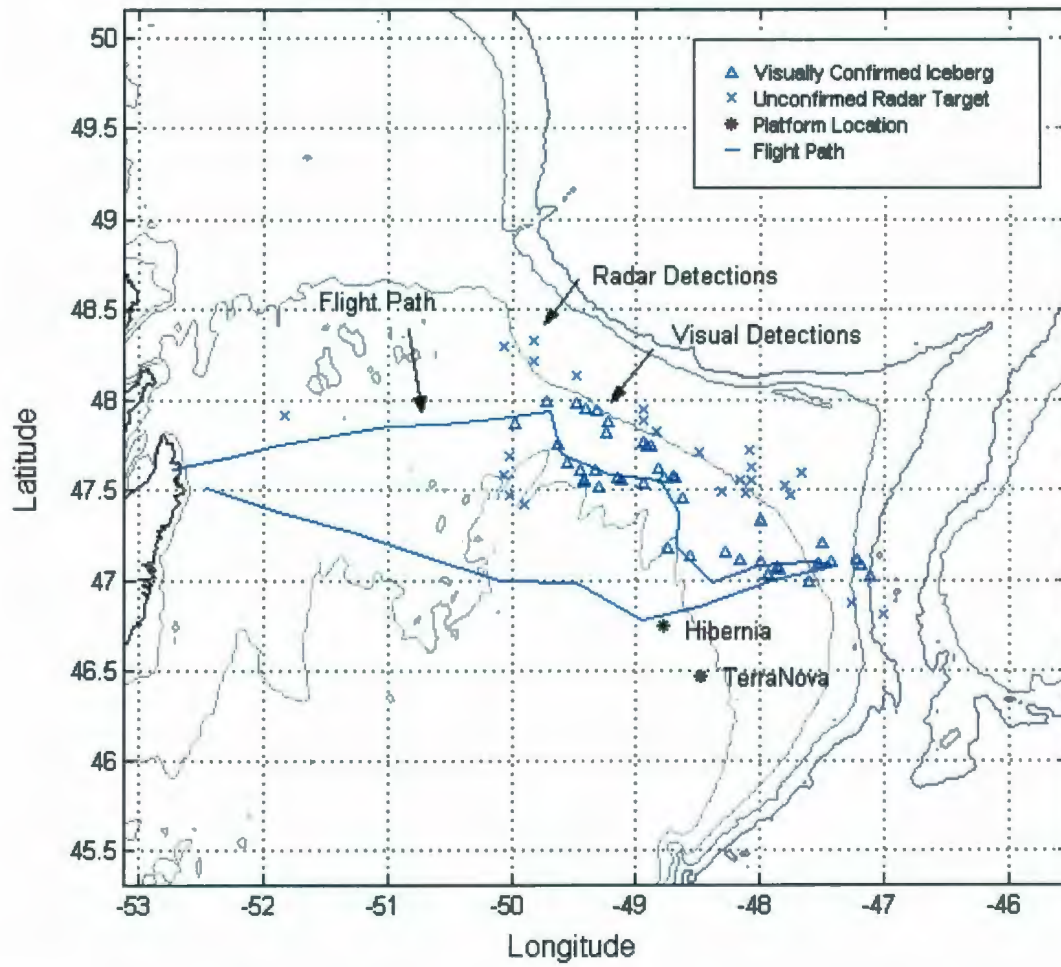 50
49.5
49
48.5
48
47.5
47
46.5
46
45.5
Latitude
Visually Confirmed Iceberg
Unconfirmed Radar Target
Platform Location
Flight Path
Radar Detections
Flight Path
Visual Detections
Hibernia
TerraNova
-53 -52 -51 -50 -49 -48 -47 -46
Longitude